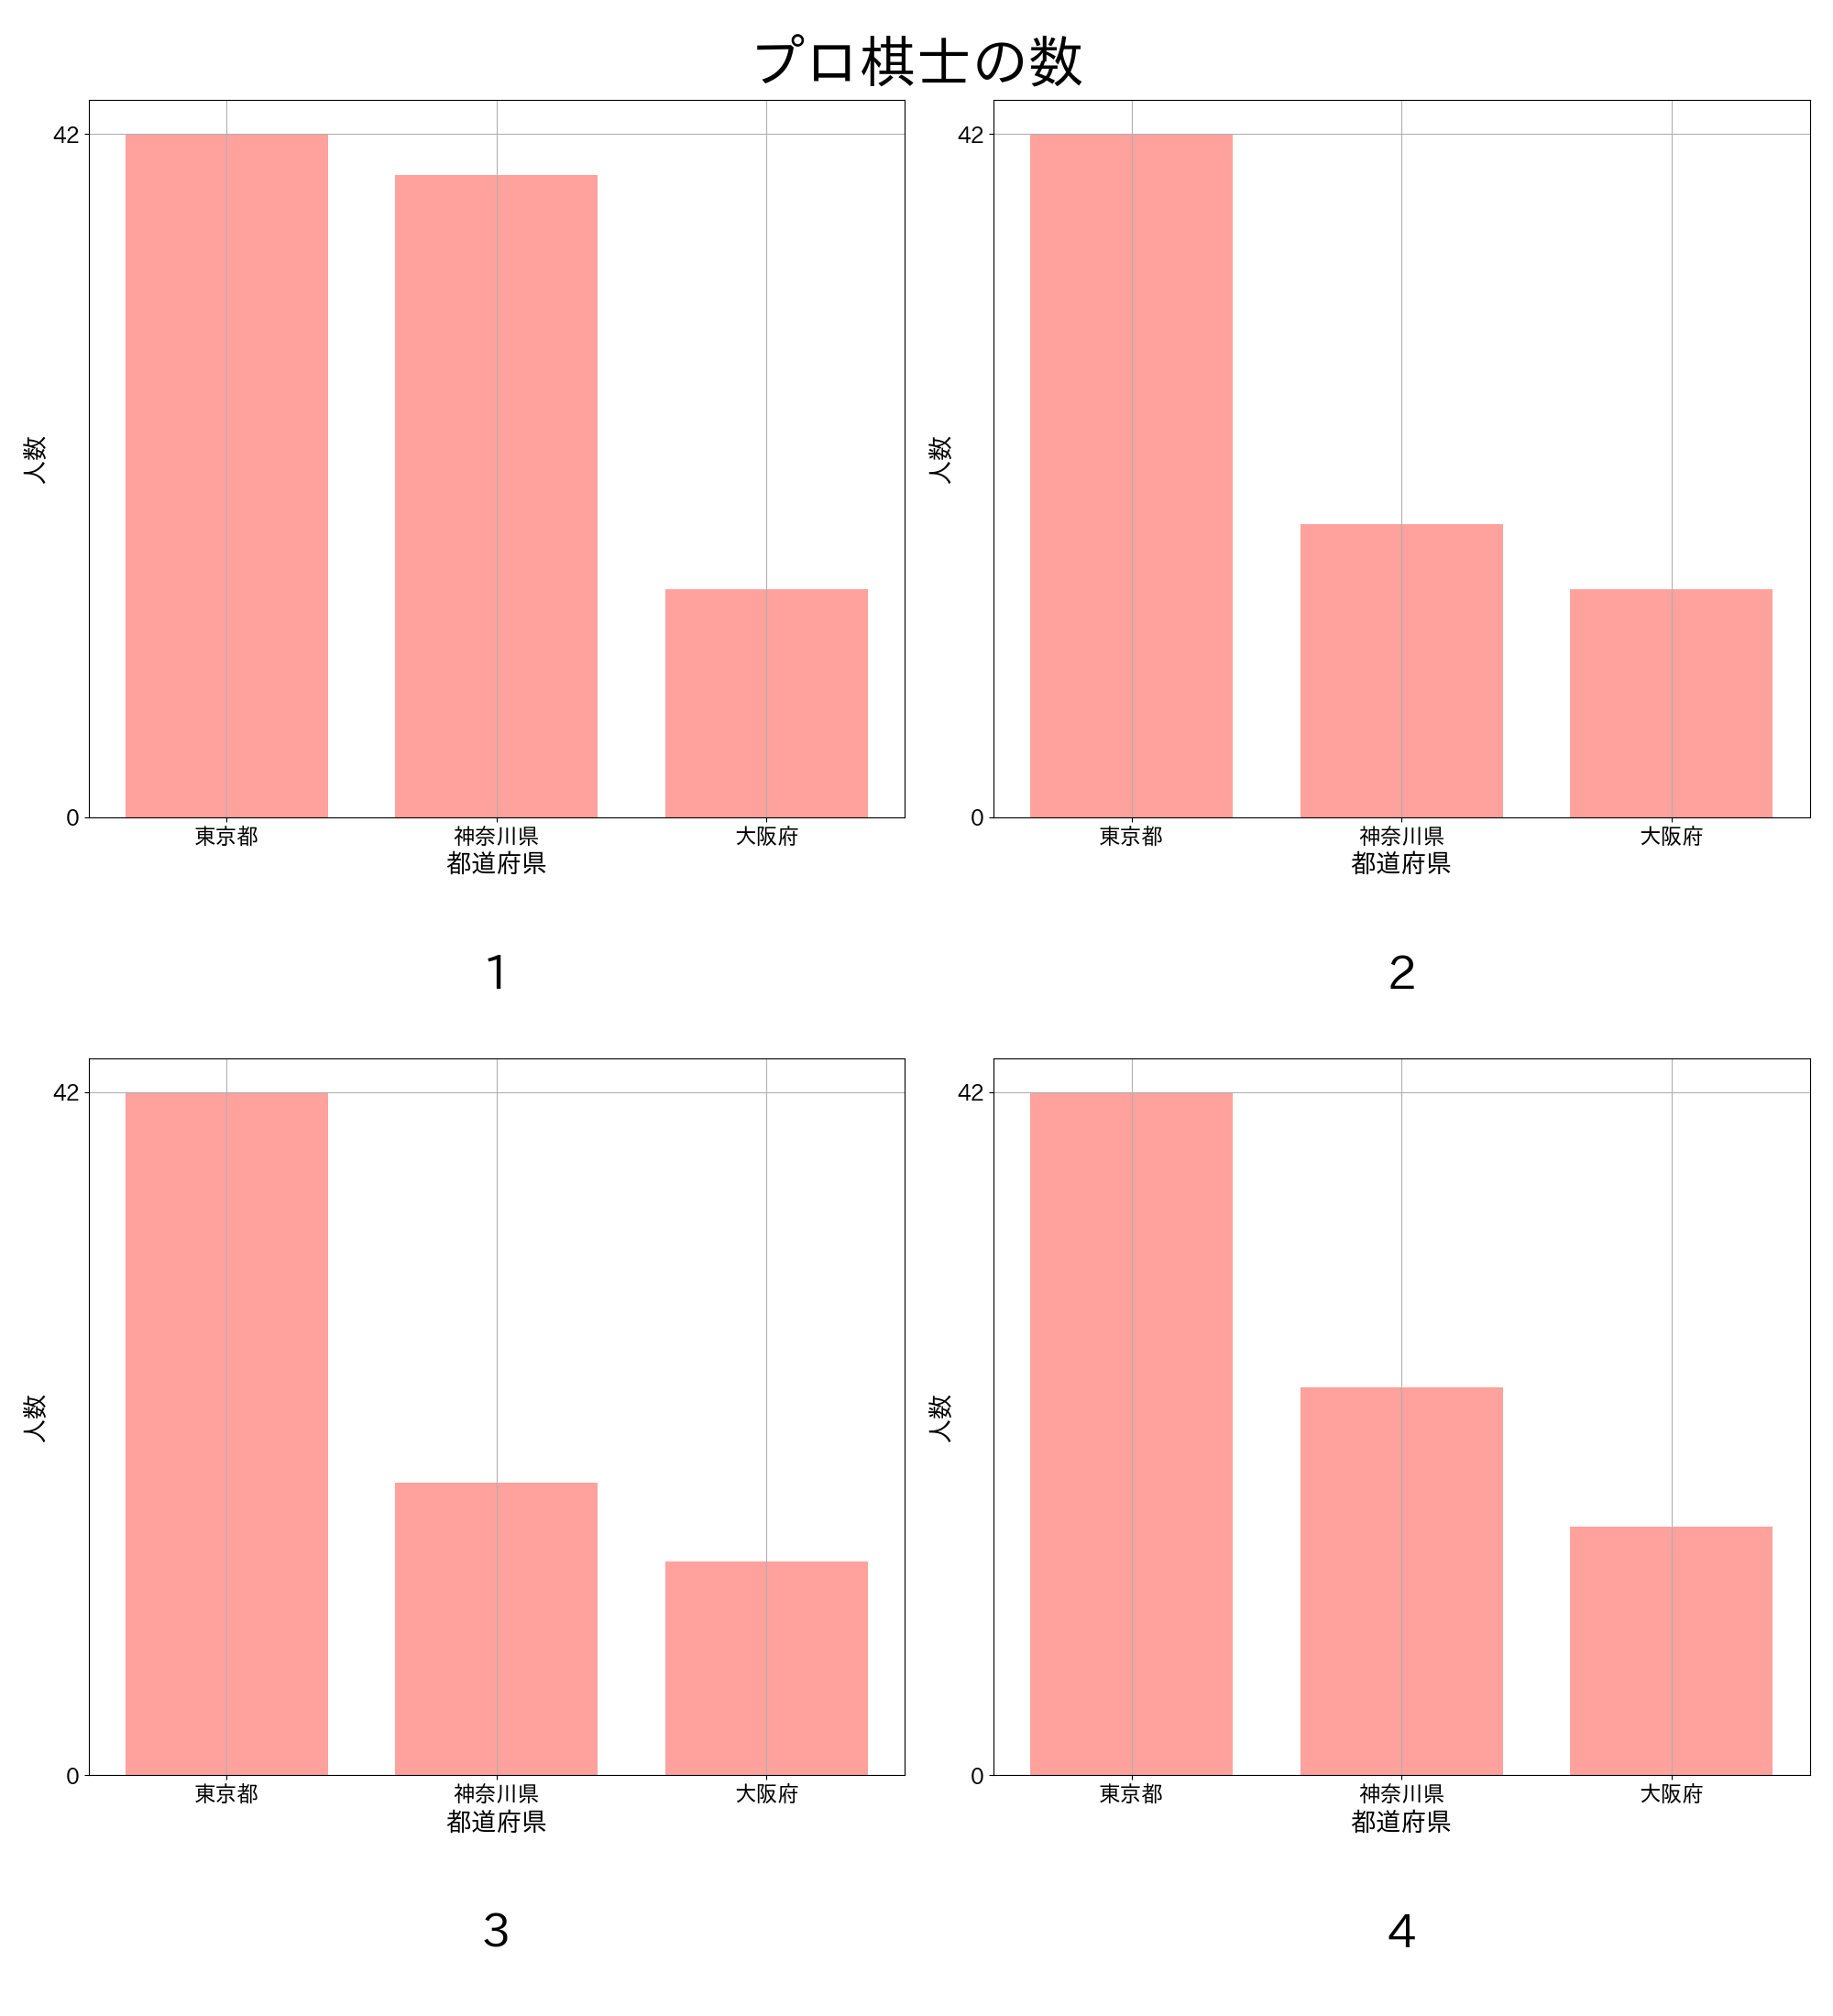 プロ棋士の数
42
人数
0
東京都 神奈川県 大阪府
都道府県
1
42
人数
0
東京都 神奈川県 大阪府
都道府県
2
42
人数
0
東京都 神奈川県 大阪府
都道府県
3
42
人数
0
東京都 神奈川県 大阪府
都道府県
4